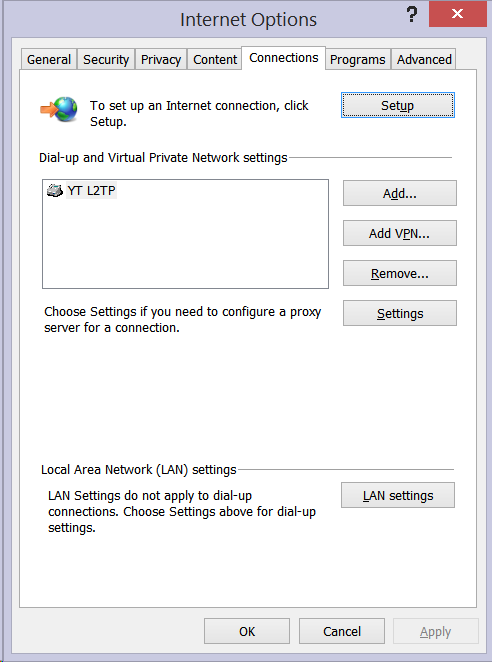 Internet Options
?
General Security Privacy Content Connections Programs Advanced
To set up an Internet connection, click
Setup.
Setup
Dial-up and Virtual Private Network settings
YT L2TP
Add...
Add VPN...
Remove...
Choose Settings if you need to configure a proxy
server for a connection.
Settings
Local Area Network (LAN) settings
LAN Settings do not apply to dial-up
connections. Choose Settings above for dial-up
settings.
LAN settings
OK Cancel Apply